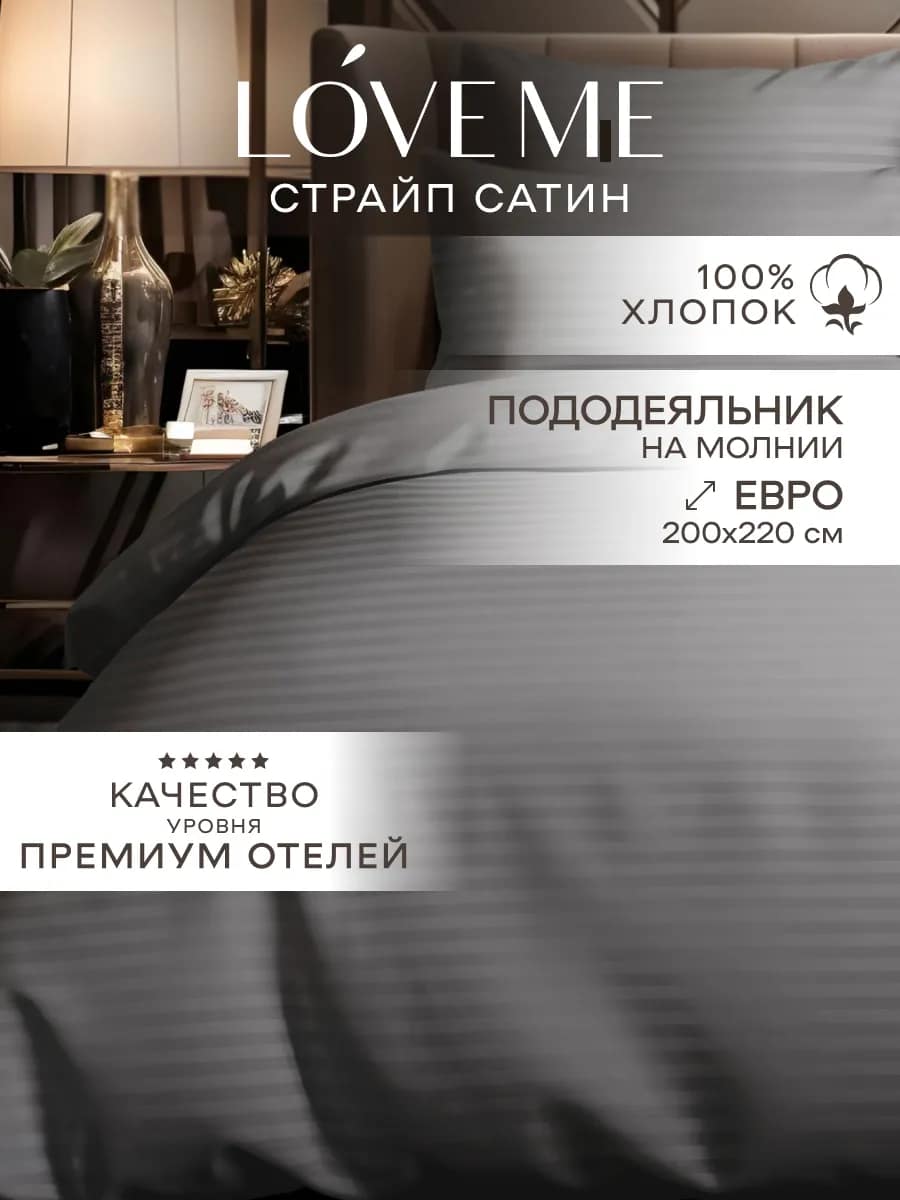 LÓVE ME
СТРАЙП САТИН
100%
ХЛОПОК
ПОДОДЕЯЛЬНИК
НА МОЛНИИ
ЕВРО
200х220 см
КАЧЕСТВО
УРОВНЯ
ПРЕМИУМ ОТЕЛЕЙ